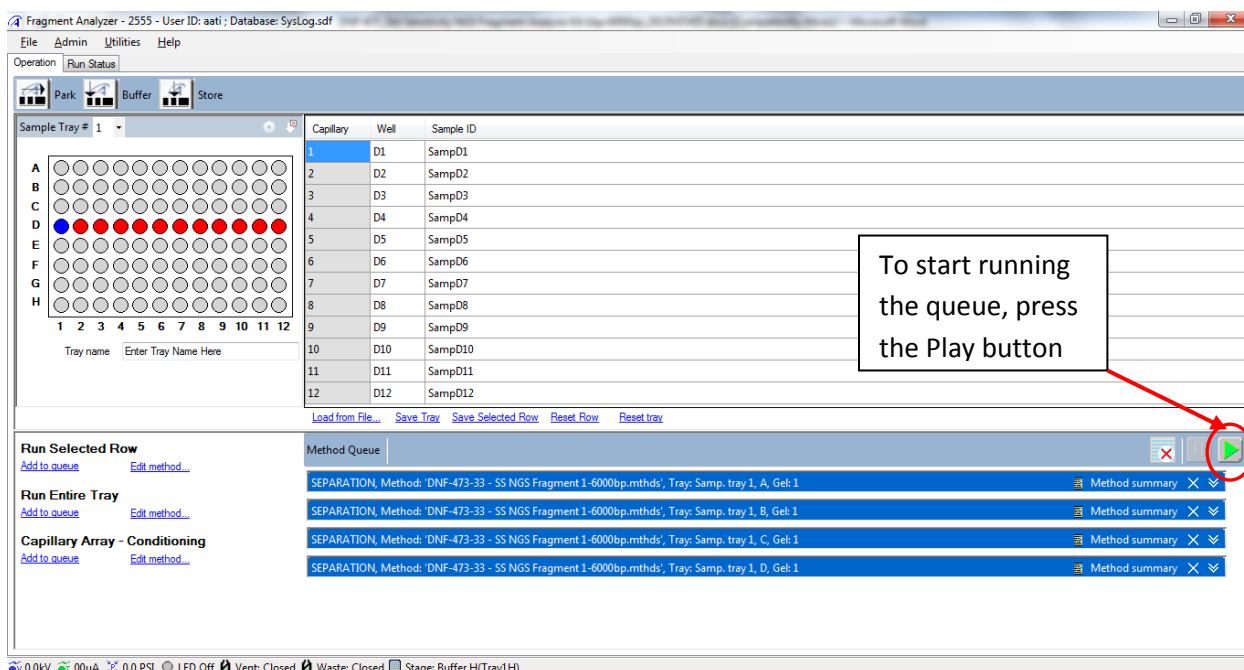 Fragment Analyzer - 2555 - User ID: aati ; Database: SysLog.sdf
File Admin Utilities Help
Operation Run Status
Park Buffer Store
Sample Tray # 1
A
B
C
D
E
F
G
H
1 2 3 4 5 6 7 8 9 10 11 12
Tray name Enter Tray Name Here
Capillary Well Sample ID
1 D1 SampD1
2 D2 SampD2
3 D3 SampD3
4 D4 SampD4
5 D5 SampD5
6 D6 SampD6
7 D7 SampD7
8 D8 SampD8
9 D9 SampD9
10 D10 SampD10
11 D11 SampD11
12 D12 SampD12
Load from File... Save Tray Save Selected Row Reset Row Reset tray
To start running
the queue, press
the Play button
Run Selected Row
Add to queue Edit method...
Run Entire Tray
Add to queue Edit method...
Capillary Array - Conditioning
Add to queue Edit method...
Method Queue
SEPARATION, Method: 'DNF-473-33 - SS NGS Fragment 1-6000bp.mthds', Tray: Samp. tray 1, A, Gel: 1 Method summary
SEPARATION, Method: 'DNF-473-33 - SS NGS Fragment 1-6000bp.mthds', Tray: Samp. tray 1, B, Gel: 1 Method summary
SEPARATION, Method: 'DNF-473-33 - SS NGS Fragment 1-6000bp.mthds', Tray: Samp. tray 1, C, Gel: 1 Method summary
SEPARATION, Method: 'DNF-473-33 - SS NGS Fragment 1-6000bp.mthds', Tray: Samp. tray 1, D, Gel: 1 Method summary
0.0kV 00uA 0.0 PSI LED Off Vent: Closed Waste: Closed Stage: Buffer H(Tray1H)